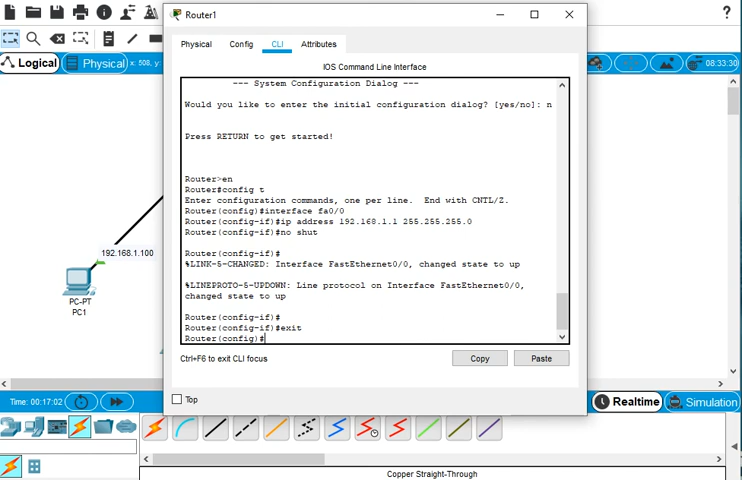 Router1
Physical Config CLI Attributes
IOS Command Line Interface
Logical
Physical x: 508, y:
08:33:30
--- System Configuration Dialog ---
Would you like to enter the initial configuration dialog? [yes/no]: n
Press RETURN to get started!
Router>en
Router#config t
Enter configuration commands, one per line.  End with CNTL/Z.
Router(config)#interface fa0/0
Router(config-if)#ip address 192.168.1.1 255.255.255.0
Router(config-if)#no shut
Router(config-if)#
%LINK-5-CHANGED: Interface FastEthernet0/0, changed state to up
%LINEPROTO-5-UPDOWN: Line protocol on Interface FastEthernet0/0,
changed state to up
Router(config-if)#
Router(config-if)#exit
Router(config)#
192.168.1.100
PC-PT
PC1
Ctrl+F6 to exit CLI focus
Copy
Paste
Top
Time: 00:17:02
Realtime
Simulation
Copper Straight-Through